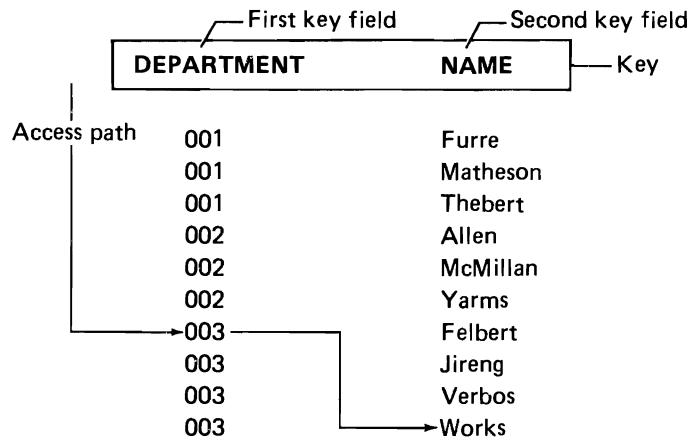 First key field Second key field
DEPARTMENT NAME Key
Access path
001 Furre
001 Matheson
001 Thebert
002 Allen
002 McMillan
002 Yarms
003 Felbert
003 Jireng
003 Verbos
003 Works